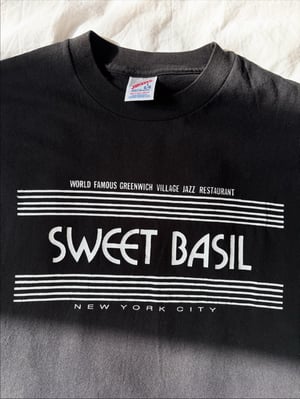 WORLD FAMOUS GREENWICH VILLAGE JAZZ RESTAURANT
SWEET BASIL
NEW YORK CITY